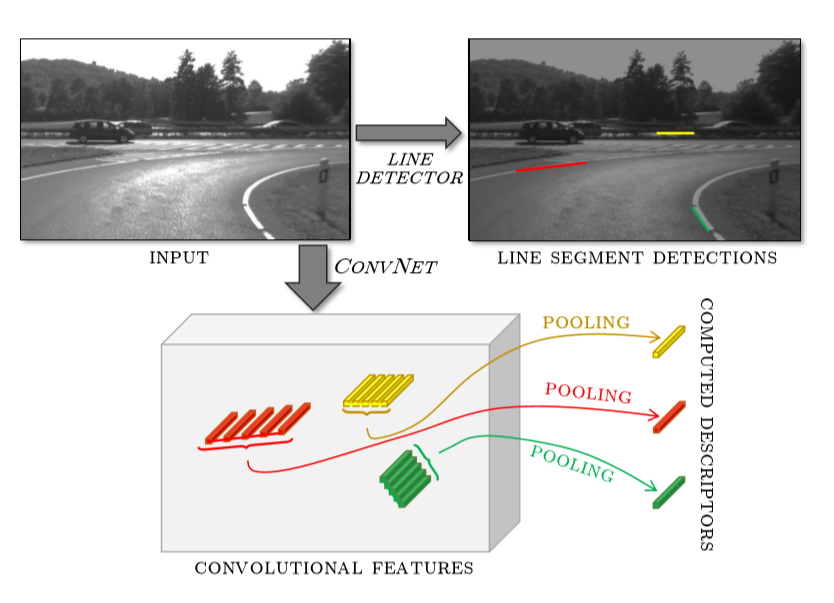 LINE
DETECTOR
INPUT
LINE SEGMENT DETECTIONS
CONVNET
POOLING
POOLING
POOLING
COMPUTED DESCRIPTORS
CONVOLUTIONAL FEATURES